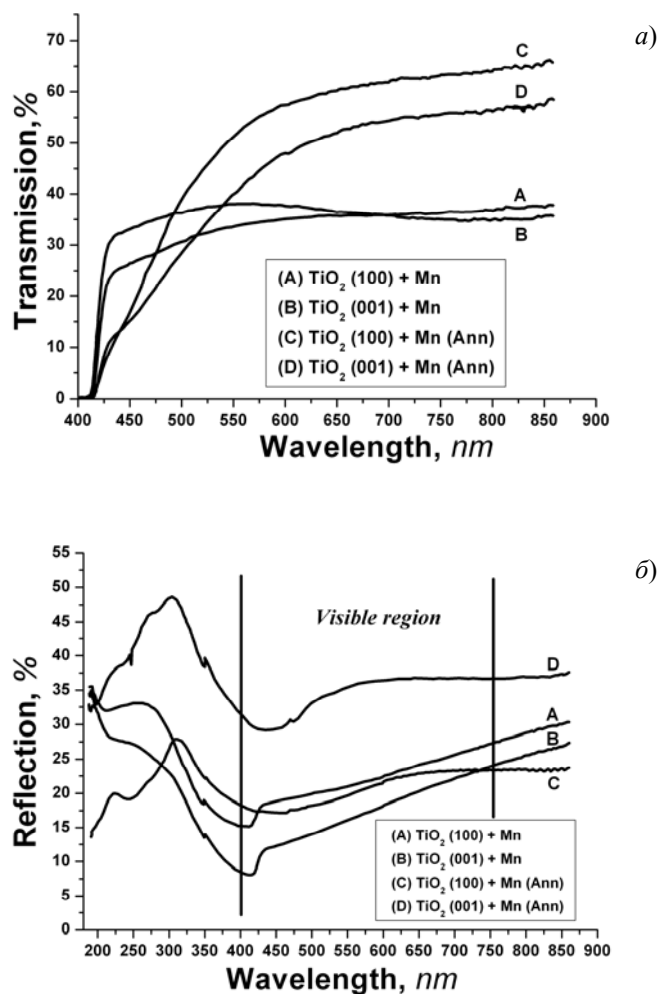 а)
Transmission, %
75
70
60
50
40
30
20
10
0
C
D
A
B
(A) TiO₂ (100) + Mn
(B) TiO₂ (001) + Mn
(C) TiO₂ (100) + Mn (Ann)
(D) TiO₂ (001) + Mn (Ann)
400 450 500 550 600 650 700 750 800 850 900
Wavelength, nm
б)
Reflection, %
55
50
45
40
35
30
25
20
15
10
5
0
Visible region
D
A
B
C
(A) TiO₂ (100) + Mn
(B) TiO₂ (001) + Mn
(C) TiO₂ (100) + Mn (Ann)
(D) TiO₂ (001) + Mn (Ann)
200 250 300 350 400 450 500 550 600 650 700 750 800 850 900
Wavelength, nm